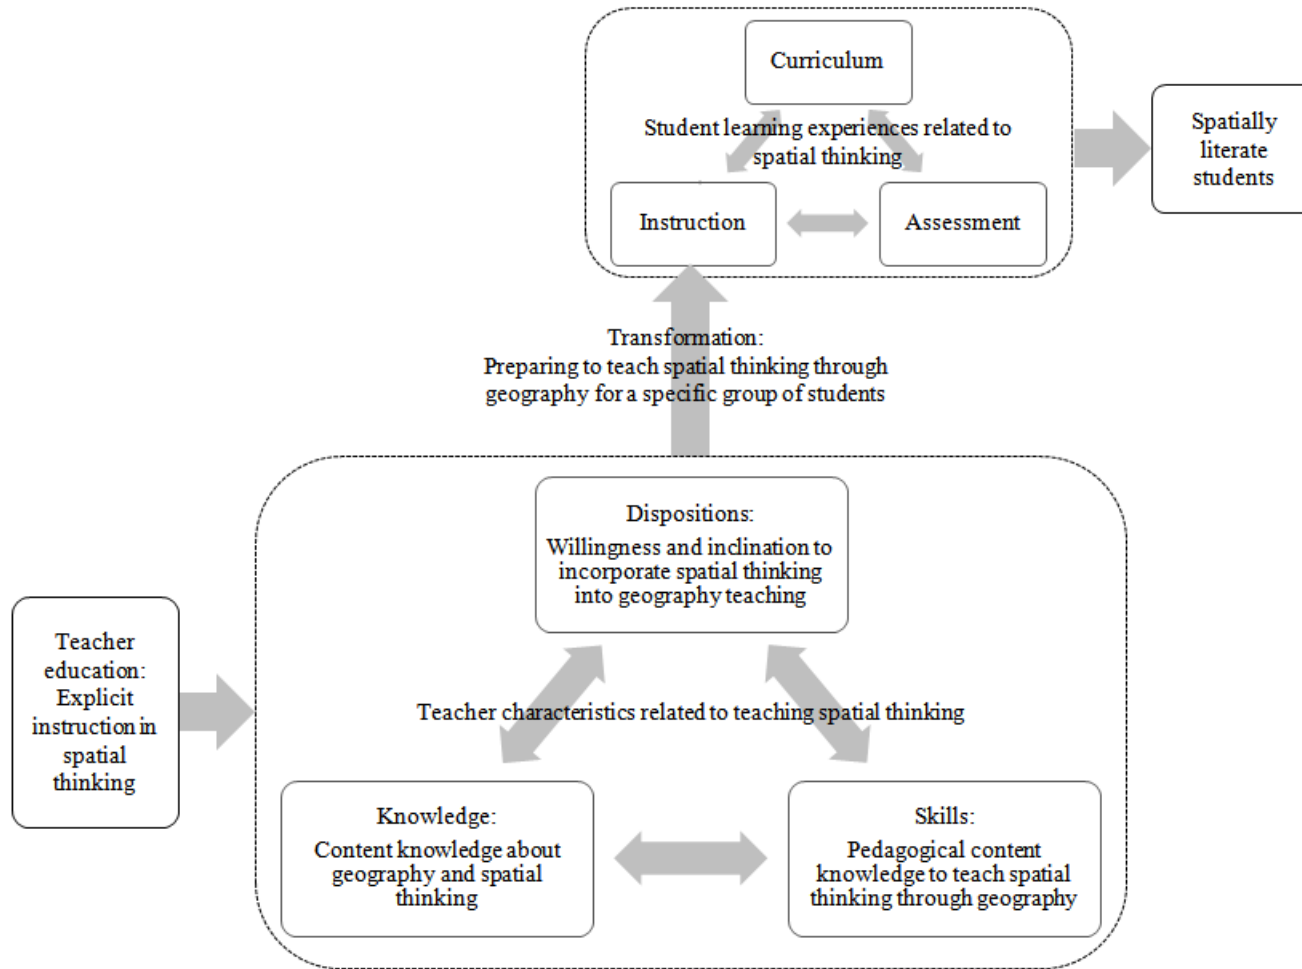 Curriculum
Student learning experiences related to
spatial thinking
Instruction
Assessment
Spatially
literate
students
Transformation:
Preparing to teach spatial thinking through
geography for a specific group of students
Dispositions:
Willingness and inclination to
incorporate spatial thinking
into geography teaching
Teacher
education:
Explicit
instruction in
spatial
thinking
Teacher characteristics related to teaching spatial thinking
Knowledge:
Content knowledge about
geography and spatial
thinking
Skills:
Pedagogical content
knowledge to teach spatial
thinking through geography